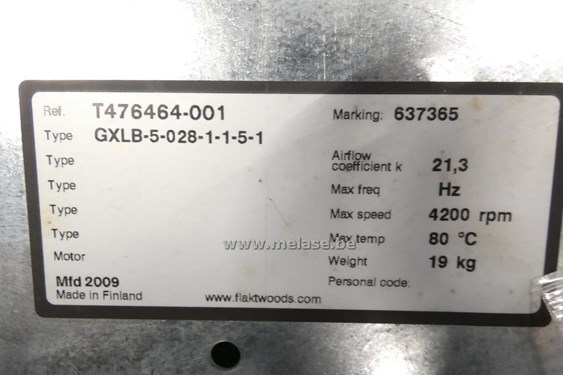 Ref. T476464-001 Marking: 637365
Type GXLB-5-028-1-1-5-1
Type Airflow coefficient k 21,3
Type Max freq Hz
Type Max speed 4200 rpm
Type Max temp 80 °C
www.melase.be
Motor Weight 19 kg
Mfd 2009 Personal code:
Made in Finland www.flaktwoods.com